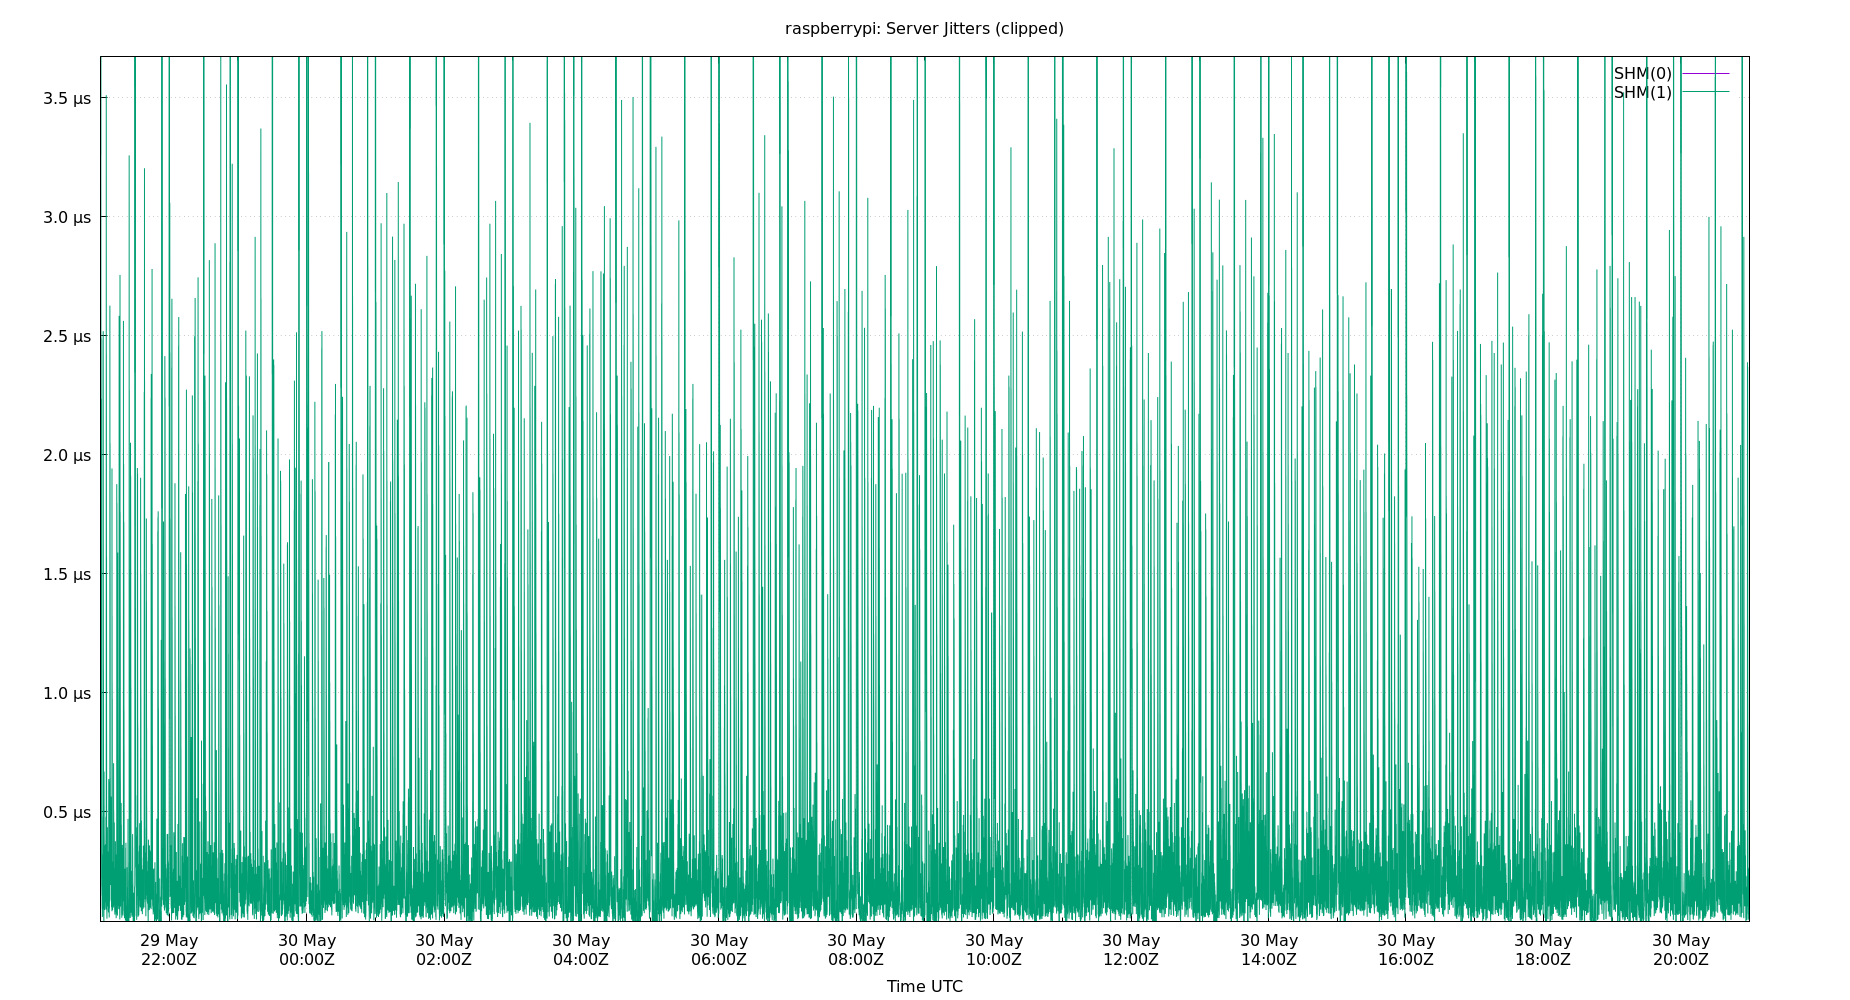 raspberrypi: Server Jitters (clipped)
SHM(0)
SHM(1)
3.5 µs
3.0 µs
2.5 µs
2.0 µs
1.5 µs
1.0 µs
0.5 µs
29 May 30 May 30 May 30 May 30 May 30 May 30 May 30 May 30 May 30 May 30 May 30 May
22:00Z 00:00Z 02:00Z 04:00Z 06:00Z 08:00Z 10:00Z 12:00Z 14:00Z 16:00Z 18:00Z 20:00Z
Time UTC